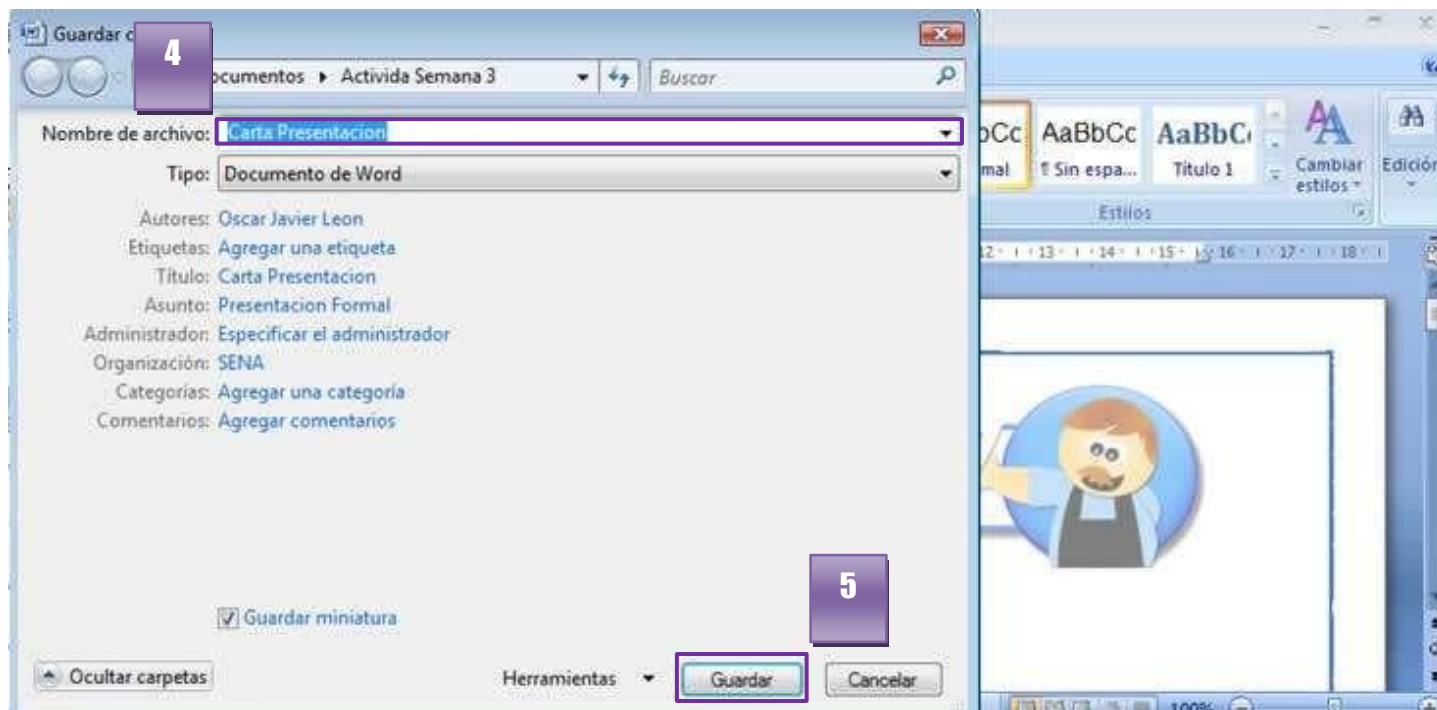 Guardar c
4
ocumentos ▸ Activida Semana 3
Buscar
Nombre de archivo: Carta Presentacion
Tipo: Documento de Word
Autores: Oscar Javier Leon
Etiquetas: Agregar una etiqueta
Título: Carta Presentacion
Asunto: Presentacion Formal
Administrador: Especificar el administrador
Organización: SENA
Categorías: Agregar una categoría
Comentarios: Agregar comentarios
Guardar miniatura
5
Ocultar carpetas
Herramientas
Guardar
Cancelar
bCc AaBbCc AaBbC
mal ¶ Sin espa... Título 1
Cambiar
estilos
Edición
Estilos
12 13 14 15 16 17 18
100%